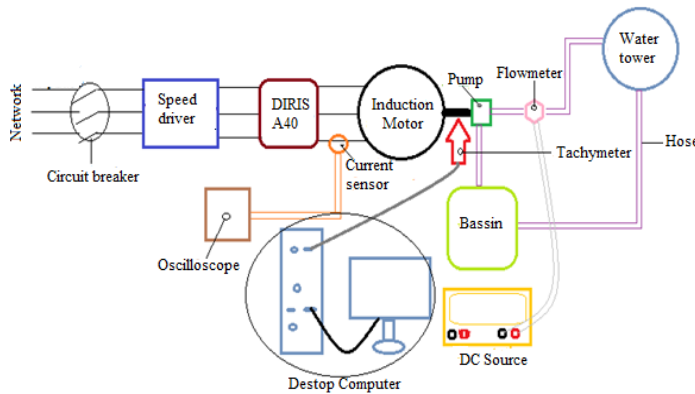 Network
Circuit breaker
Speed
driver
DIRIS
A40
Induction
Motor
Current
sensor
Pump
Flowmeter
Water
tower
Tachymeter
Hose
Bassin
Oscilloscope
Destop Computer
DC Source